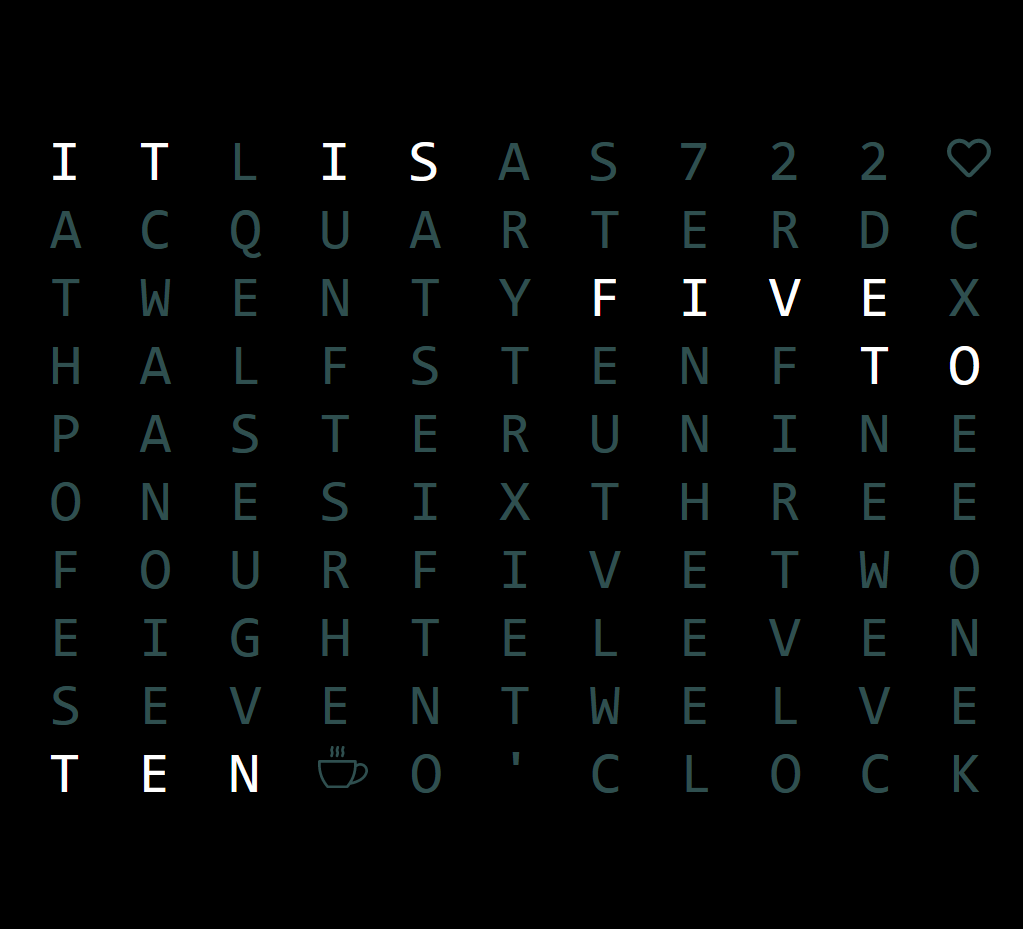 I T L I S A S 7 2 2 ♡
A C Q U A R T E R D C
T W E N T Y F I V E X
H A L F S T E N F T O
P A S T E R U N I N E
O N E S I X T H R E E
F O U R F I V E T W O
E I G H T E L E V E N
S E V E N T W E L V E
T E N O ' C L O C K